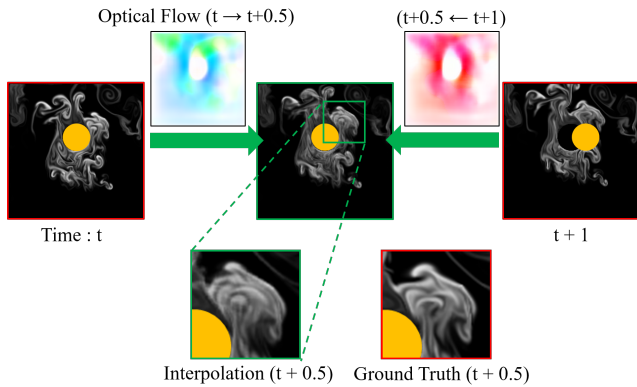 Optical Flow (t → t+0.5)
(t+0.5 ← t+1)
Time : t
t + 1
Interpolation (t + 0.5)
Ground Truth (t + 0.5)